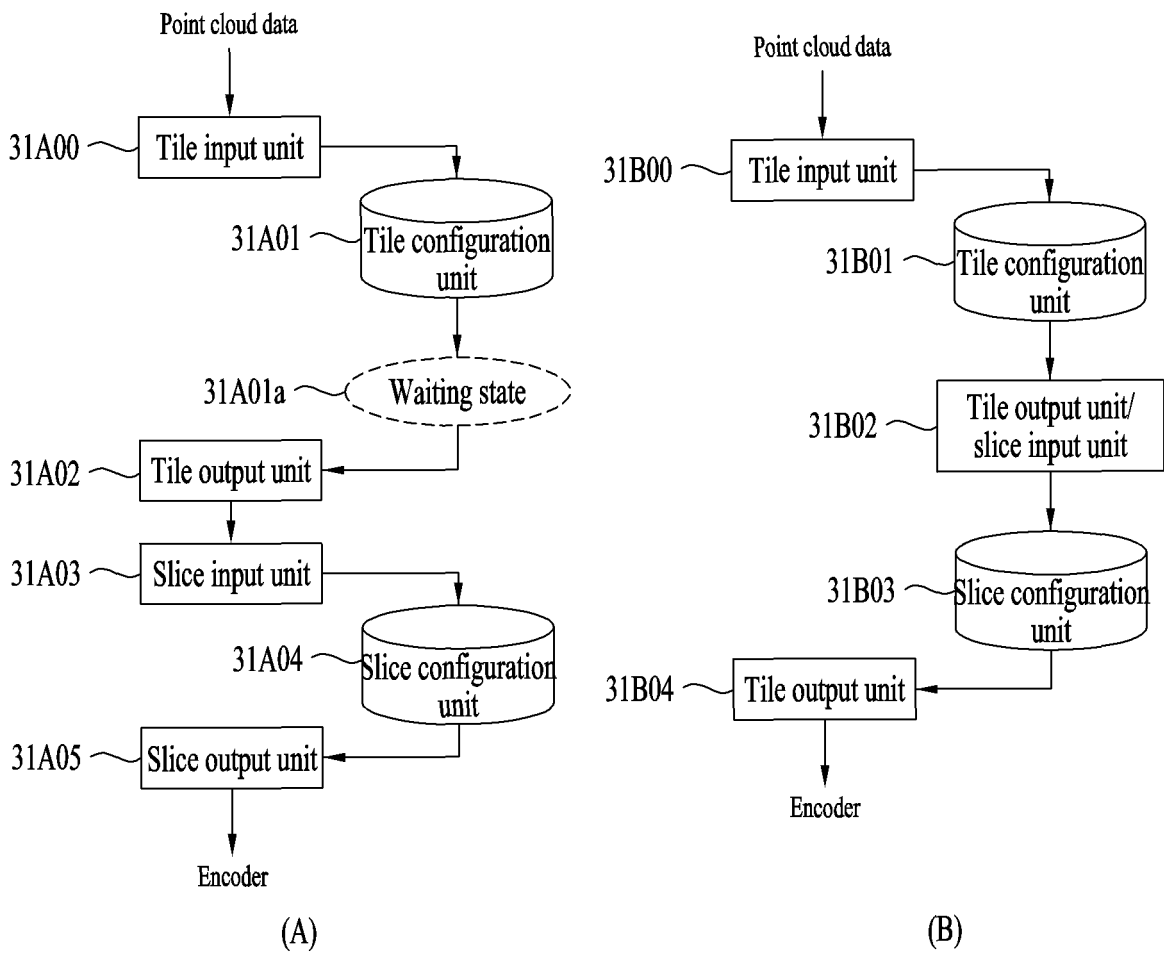 Point cloud data
31A00
Tile input unit
31A01
Tile configuration
unit
31A01a
Waiting state
31A02
Tile output unit
31A03
Slice input unit
31A04
Slice configuration
unit
31A05
Slice output unit
Encoder
(A)
Point cloud data
31B00
Tile input unit
31B01
Tile configuration
unit
31B02
Tile output unit/
slice input unit
31B03
Slice configuration
unit
31B04
Tile output unit
Encoder
(B)